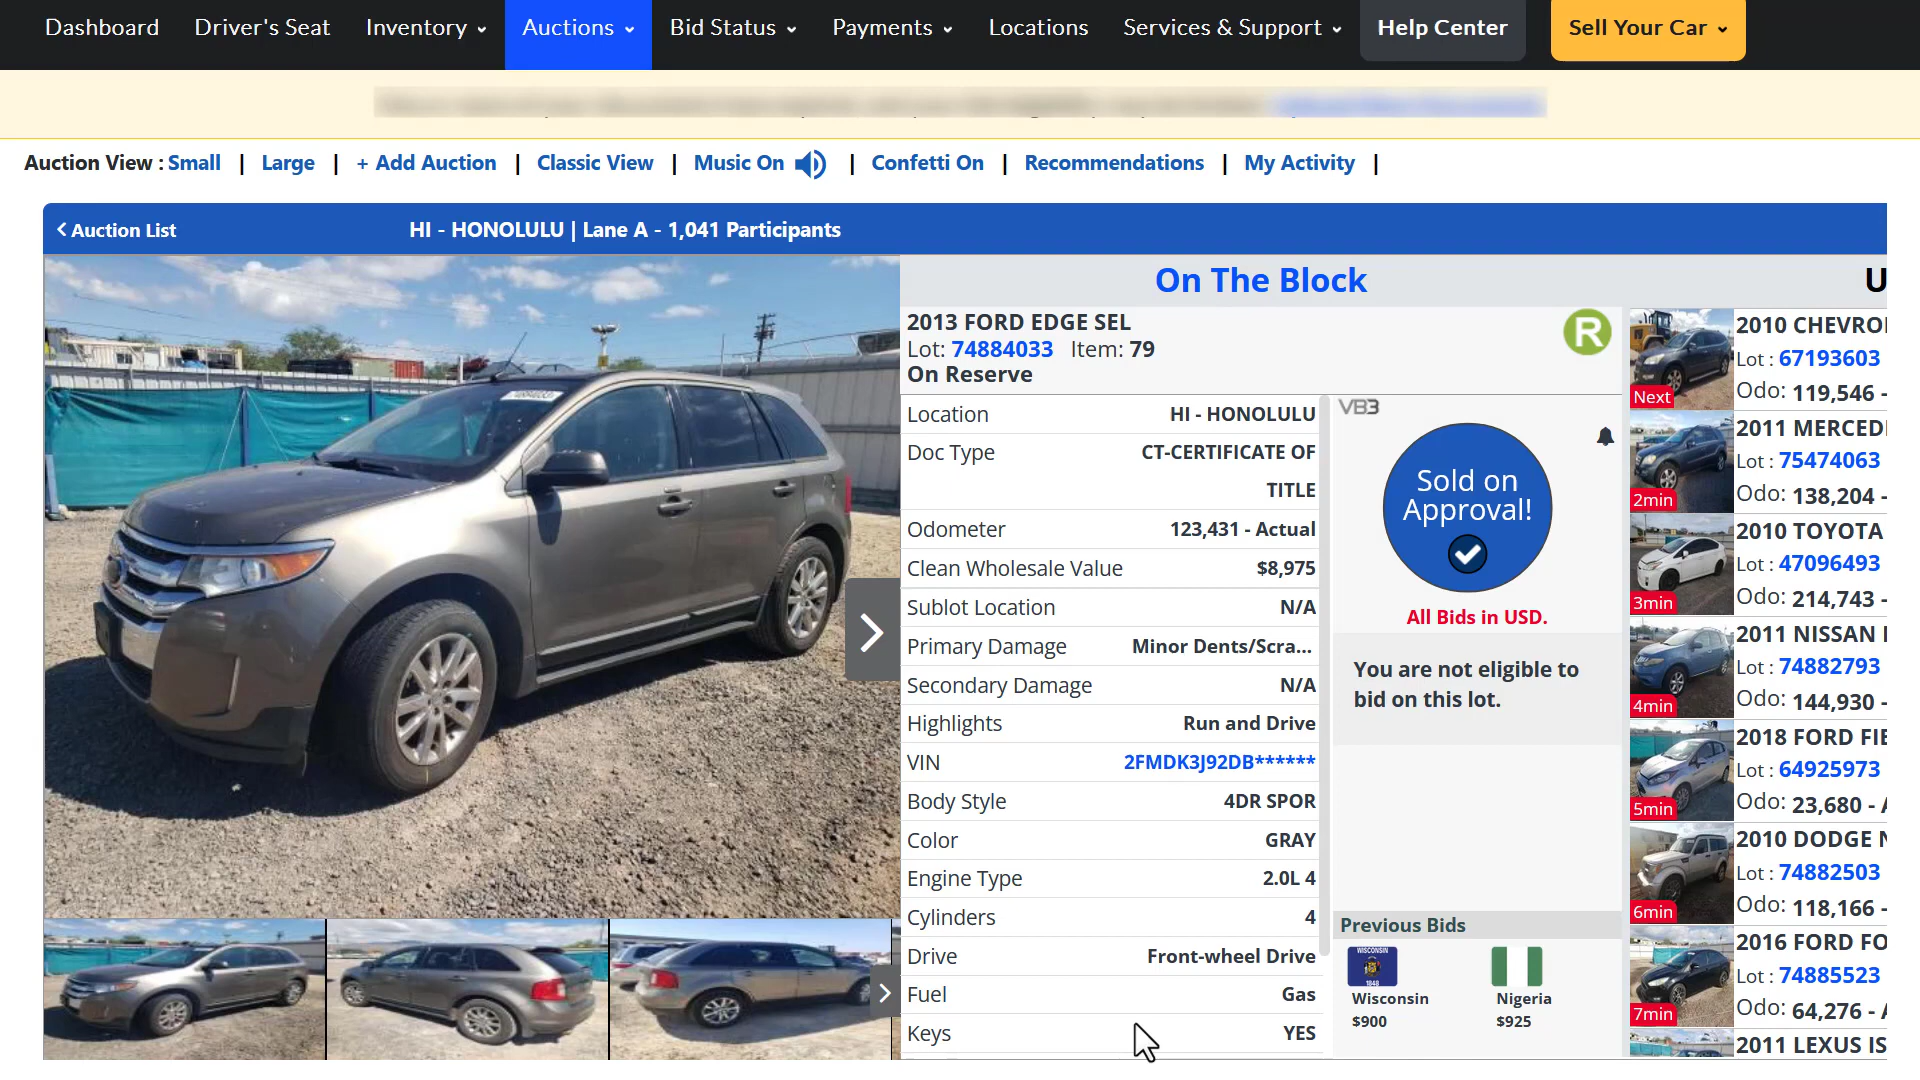 Dashboard Driver's Seat Inventory Auctions Bid Status Payments Locations Services & Support Help Center Sell Your Car
Auction View : Small | Large | + Add Auction | Classic View | Music On | Confetti On | Recommendations | My Activity |
Auction List
HI - HONOLULU | Lane A - 1,041 Participants
On The Block
2013 FORD EDGE SEL
Lot: 74884033 Item: 79
On Reserve
R
Location HI - HONOLULU
Doc Type CT-CERTIFICATE OF
TITLE
Odometer 123,431 - Actual
Clean Wholesale Value $8,975
Sublot Location N/A
Primary Damage Minor Dents/Scra...
Secondary Damage N/A
Highlights Run and Drive
VIN 2FMDK3J92DB******
Body Style 4DR SPOR
Color GRAY
Engine Type 2.0L 4
Cylinders 4
Drive Front-wheel Drive
Fuel Gas
Keys YES
VB3
Sold on
Approval!
All Bids in USD.
You are not eligible to
bid on this lot.
Previous Bids
WISCONSIN
1848
Wisconsin
$900
Nigeria
$925
U
Next
2010 CHEVROL
Lot : 67193603
Odo: 119,546 -
2min
2011 MERCEDE
Lot : 75474063
Odo: 138,204 -
3min
2010 TOYOTA
Lot : 47096493
Odo: 214,743 -
4min
2011 NISSAN
Lot : 74882793
Odo: 144,930 -
5min
2018 FORD FIE
Lot : 64925973
Odo: 23,680 - A
6min
2010 DODGE N
Lot : 74882503
Odo: 118,166 -
7min
2016 FORD FO
Lot : 74885523
Odo: 64,276 - A
2011 LEXUS IS